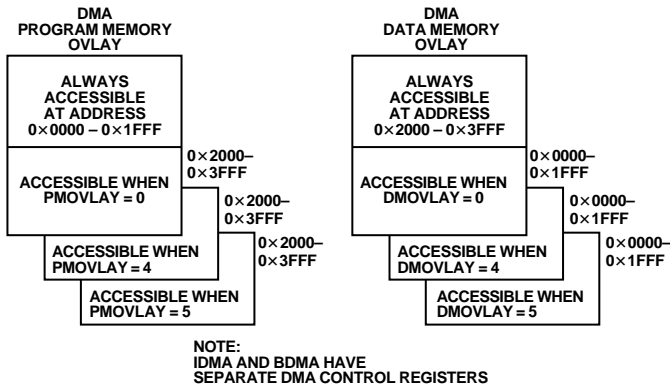 DMA
PROGRAM MEMORY
OVLAY
ALWAYS
ACCESSIBLE
AT ADDRESS
0×0000 – 0×1FFF
ACCESSIBLE WHEN
PMOVLAY = 0
0×2000–
0×3FFF
ACCESSIBLE WHEN
PMOVLAY = 4
0×2000–
0×3FFF
ACCESSIBLE WHEN
PMOVLAY = 5
0×2000–
0×3FFF
DMA
DATA MEMORY
OVLAY
ALWAYS
ACCESSIBLE
AT ADDRESS
0×2000 – 0×3FFF
ACCESSIBLE WHEN
DMOVLAY = 0
0×0000–
0×1FFF
ACCESSIBLE WHEN
DMOVLAY = 4
0×0000–
0×1FFF
ACCESSIBLE WHEN
DMOVLAY = 5
0×0000–
0×1FFF
NOTE:
IDMA AND BDMA HAVE
SEPARATE DMA CONTROL REGISTERS